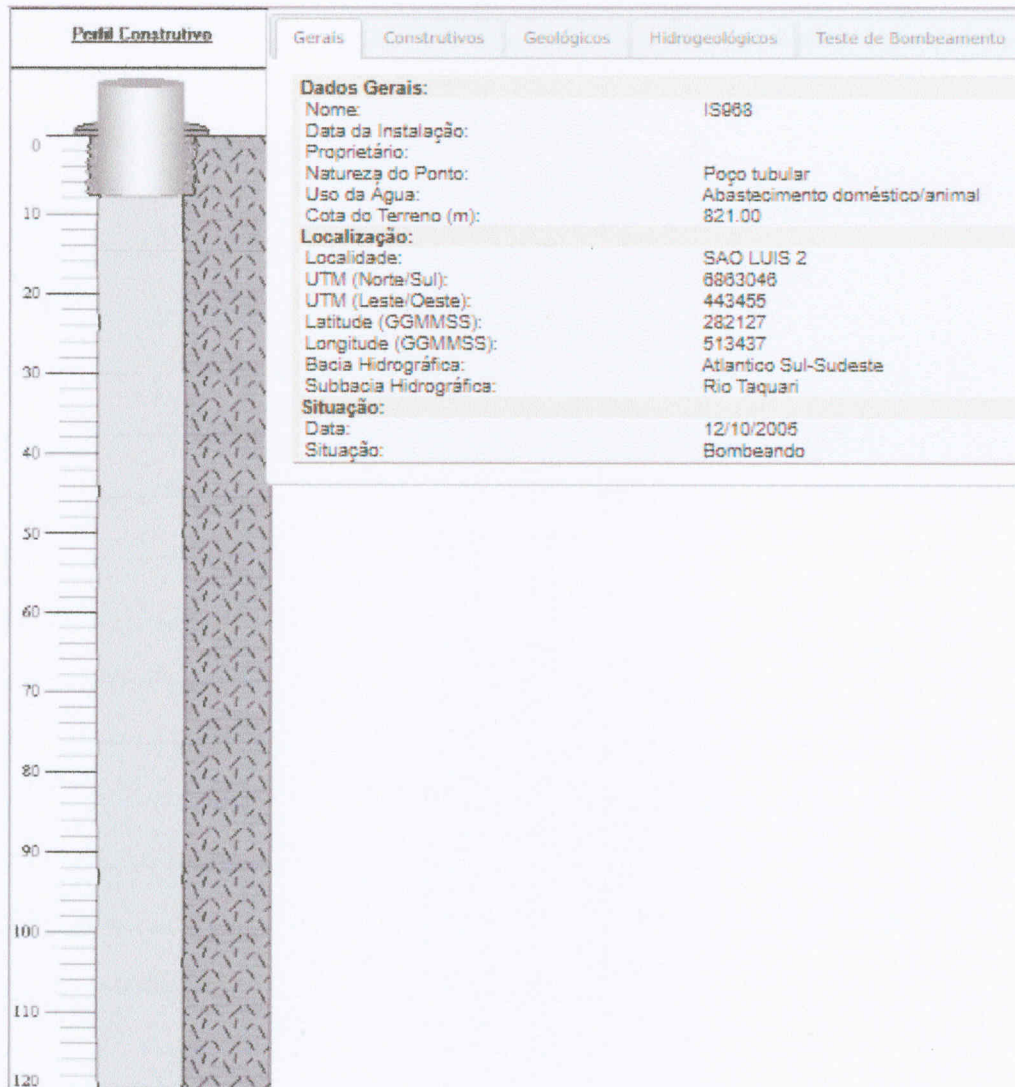 Perfil Construtivo
Gerais Construtivos Geológicos Hidrogeológicos Teste de Bombeamento
Dados Gerais:
Nome: IS968
Data da Instalação:
Proprietário:
Natureza do Ponto: Poço tubular
Uso da Água: Abastecimento doméstico/animal
Cota do Terreno (m): 821.00
Localização:
Localidade: SAO LUIS 2
UTM (Norte/Sul): 6863046
UTM (Leste/Oeste): 443455
Latitude (GGMMSS): 282127
Longitude (GGMMSS): 513437
Bacia Hidrográfica: Atlantico Sul-Sudeste
Subbacia Hidrográfica: Rio Taquari
Situação:
Data: 12/10/2005
Situação: Bombeando
0
10
20
30
40
50
60
70
80
90
100
110
120